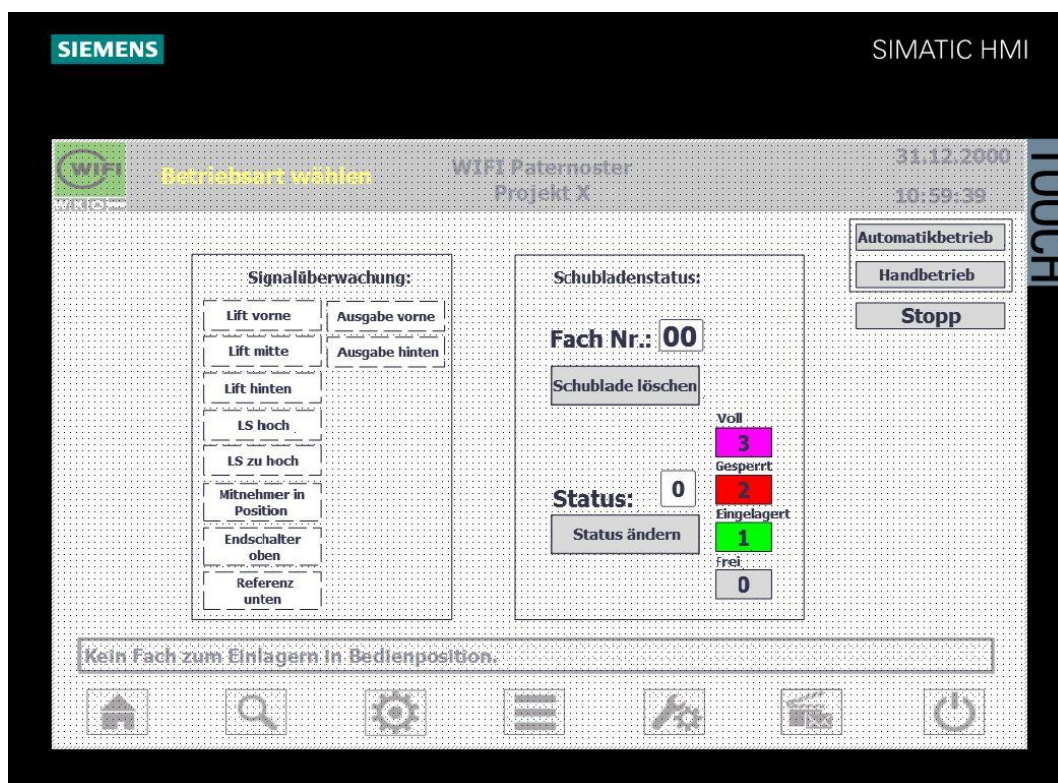 SIEMENS
SIMATIC HMI
TOUCH
WIFI
WKO
Betriebsart wählen
WIFI Paternoster
Projekt X
31.12.2000
10:59:39
Automatikbetrieb
Handbetrieb
Stopp
Signalüberwachung:
Lift vorne
Ausgabe vorne
Lift mitte
Ausgabe hinten
Lift hinten
LS hoch
LS zu hoch
Mitnehmer in
Position
Endschalter
oben
Referenz
unten
Schubladenstatus:
Fach Nr.: 00
Schublade löschen
Voll
3
Gesperrt
2
Status: 0
Eingelagert
1
Status ändern
Frei
0
Kein Fach zum Einlagern in Bedienposition.